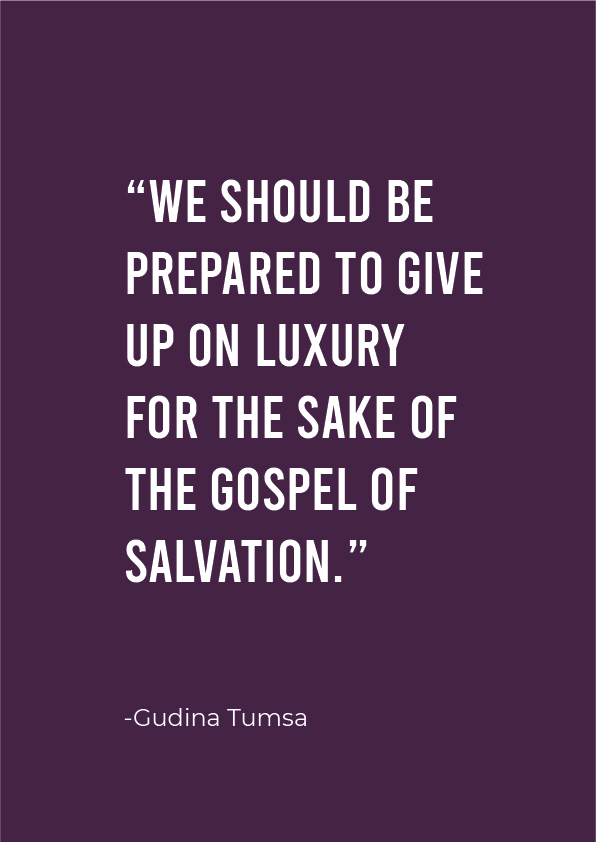 “WE SHOULD BE
PREPARED TO GIVE
UP ON LUXURY
FOR THE SAKE OF
THE GOSPEL OF
SALVATION.”
-Gudina Tumsa